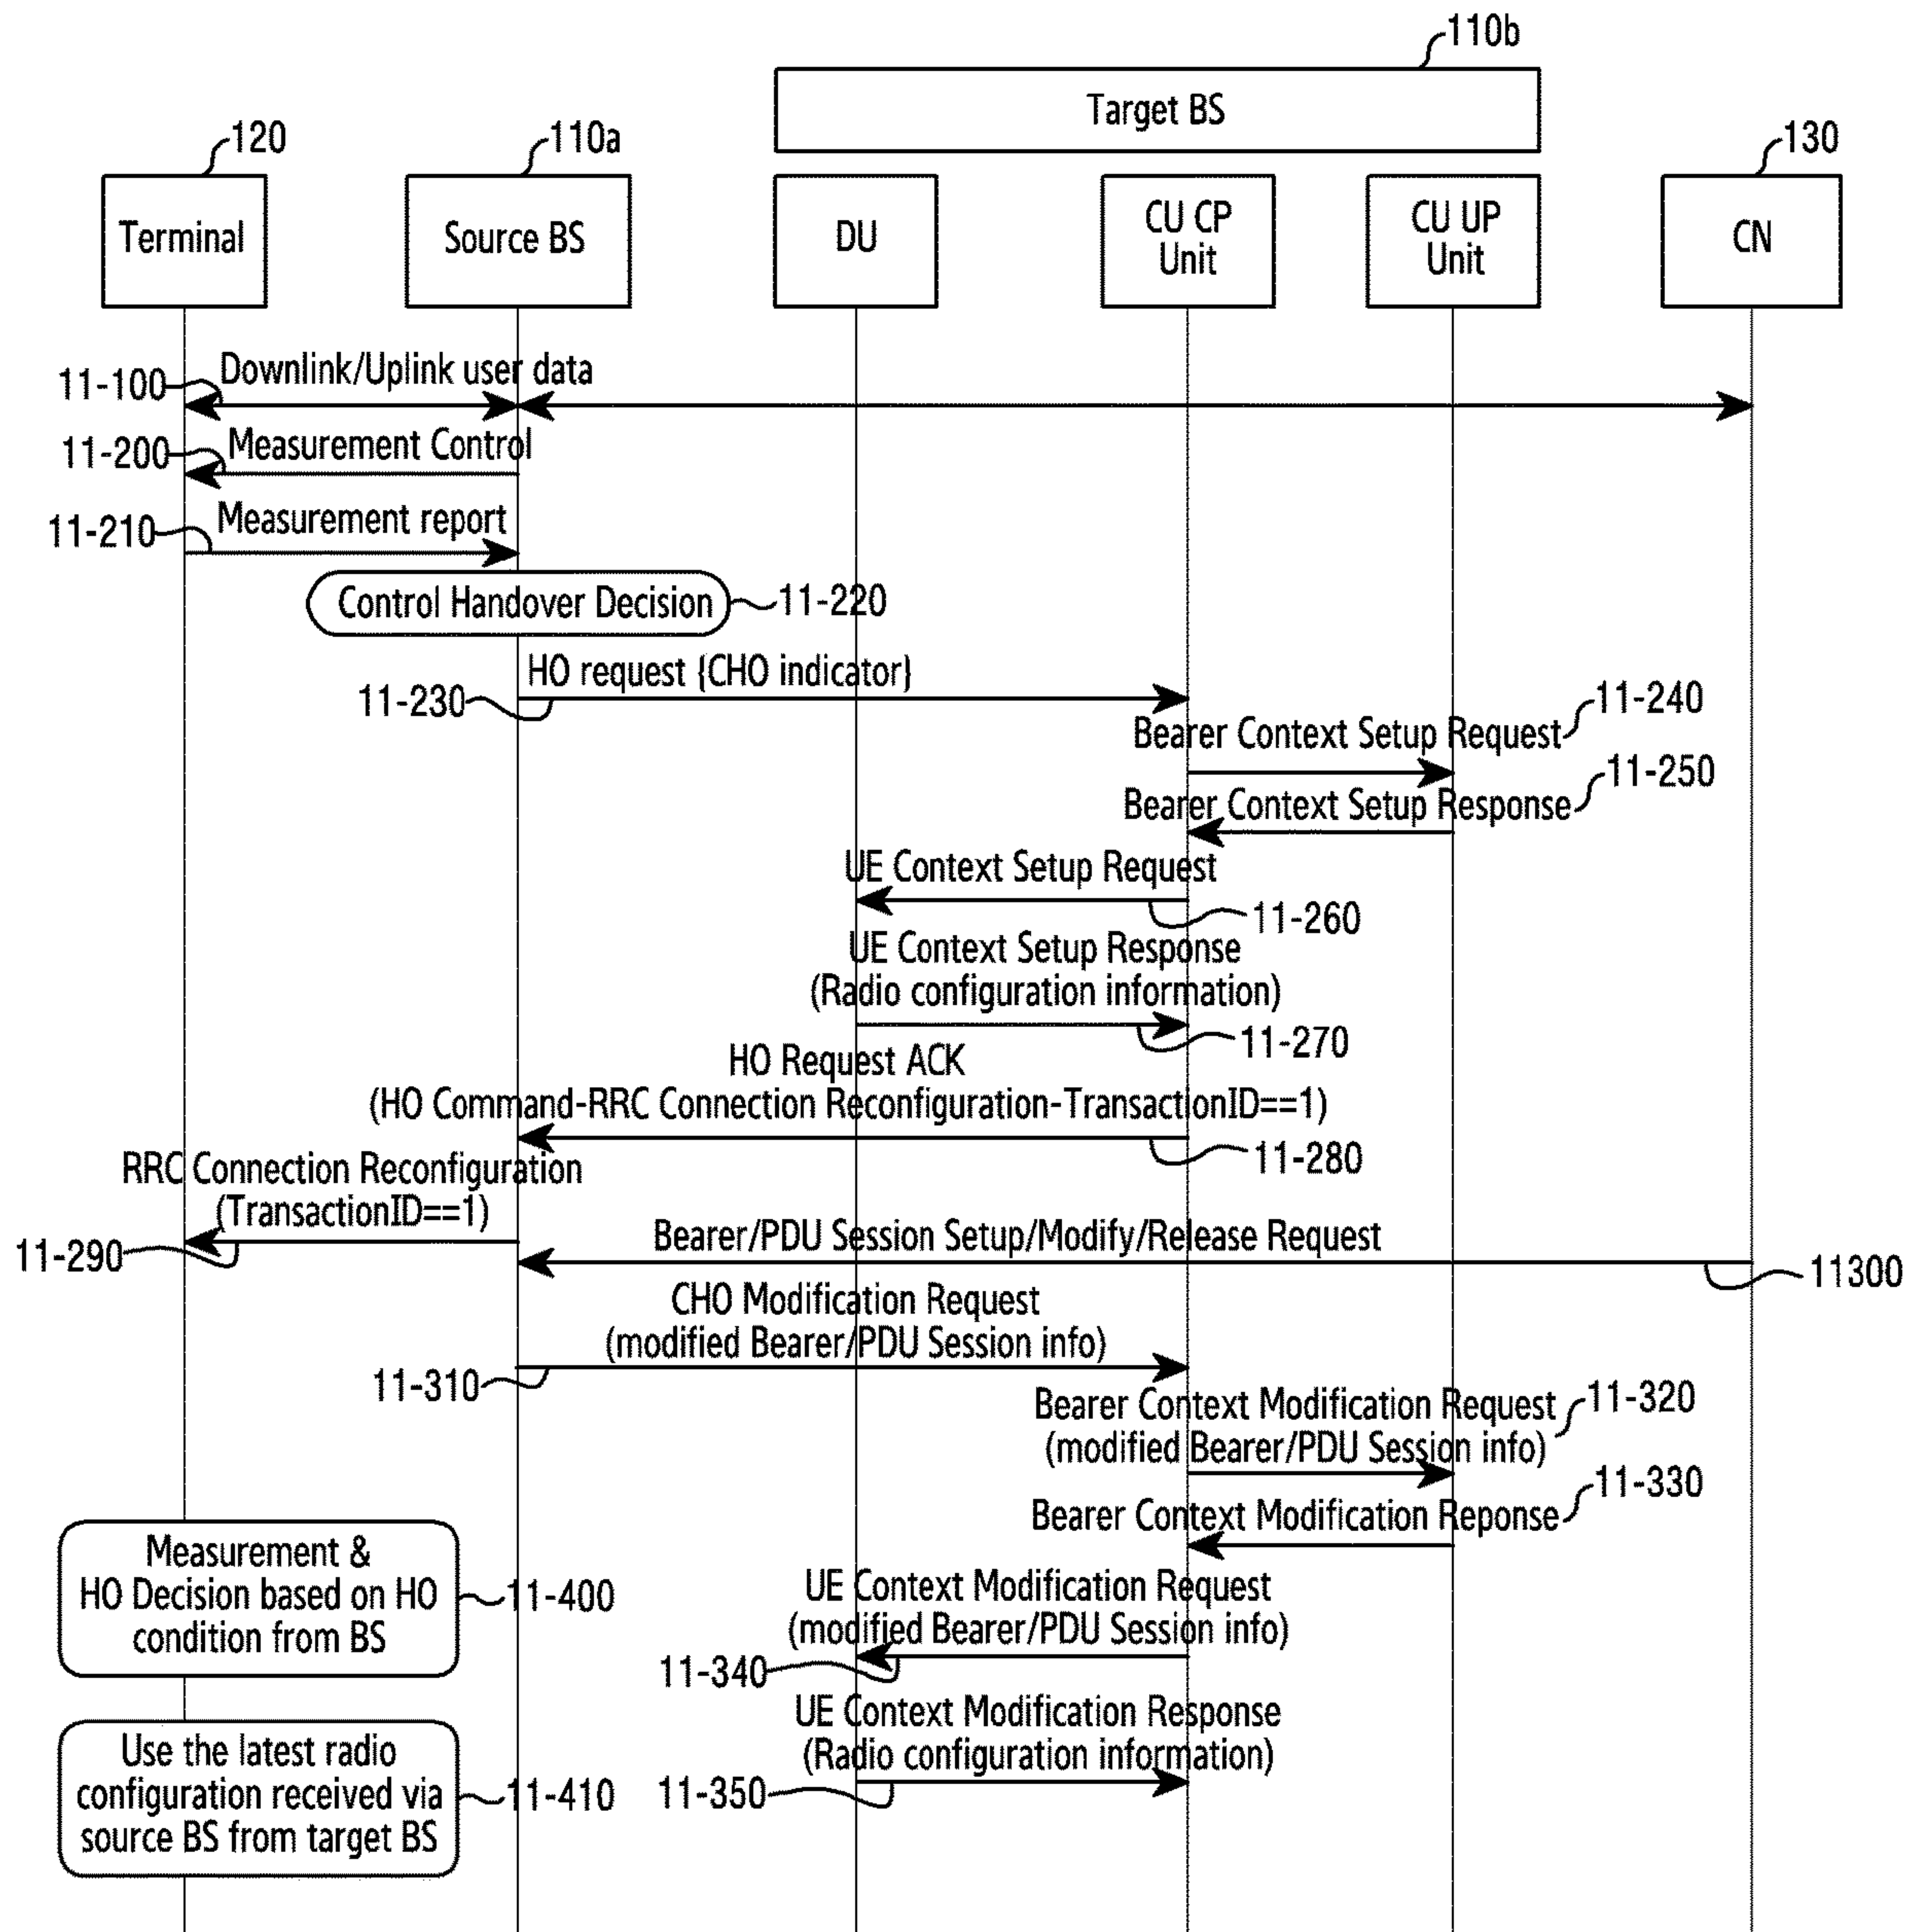 110b
Target BS
120
110a
130
Terminal
Source BS
DU
CU CP
Unit
CU UP
Unit
CN
11-100
Downlink/Uplink user data
11-200
Measurement Control
11-210
Measurement report
Control Handover Decision
11-220
HO request {CHO indicator}
11-230
11-240
Bearer Context Setup Request
11-250
Bearer Context Setup Response
UE Context Setup Request
11-260
UE Context Setup Response
(Radio configuration information)
11-270
HO Request ACK
(HO Command-RRC Connection Reconfiguration-TransactionID==1)
11-280
RRC Connection Reconfiguration
(TransactionID==1)
11-290
Bearer/PDU Session Setup/Modify/Release Request
11300
CHO Modification Request
(modified Bearer/PDU Session info)
11-310
Bearer Context Modification Request
(modified Bearer/PDU Session info)
11-320
11-330
Bearer Context Modification Reponse
Measurement &
HO Decision based on HO
condition from BS
11-400
UE Context Modification Request
(modified Bearer/PDU Session info)
11-340
UE Context Modification Response
(Radio configuration information)
11-350
Use the latest radio
configuration received via
source BS from target BS
11-410